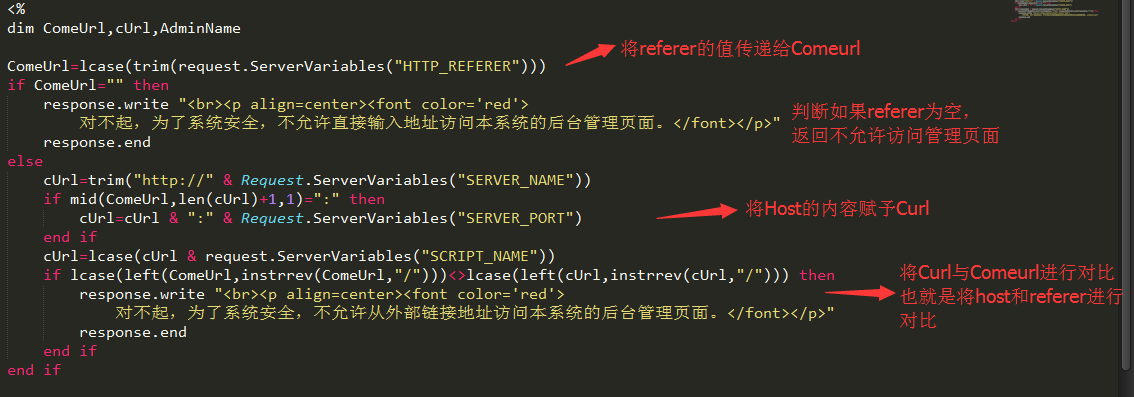 <%
dim ComeUrl,cUrl,AdminName
ComeUrl=lcase(trim(request.ServerVariables("HTTP_REFERER")))
将referer的值传递给Comeurl
if ComeUrl="" then
response.write "<br><p align=center><font color='red'>
对不起，为了系统安全，不允许直接输入地址访问本系统的后台管理页面。</font></p>"
判断如果referer为空，
返回不允许访问管理页面
response.end
else
cUrl=trim("http://" & Request.ServerVariables("SERVER_NAME"))
if mid(ComeUrl,len(cUrl)+1,1)=":" then
cUrl=cUrl & ":" & Request.ServerVariables("SERVER_PORT")
将Host的内容赋予Curl
end if
cUrl=lcase(cUrl & request.ServerVariables("SCRIPT_NAME"))
if lcase(left(ComeUrl,instrrev(ComeUrl,"/")))<>lcase(left(cUrl,instrrev(cUrl,"/"))) then
将Curl与Comeurl进行对比
也就是将host和referer进行
对比
response.write "<br><p align=center><font color='red'>
对不起，为了系统安全，不允许从外部链接地址访问本系统的后台管理页面。</font></p>"
response.end
end if
end if